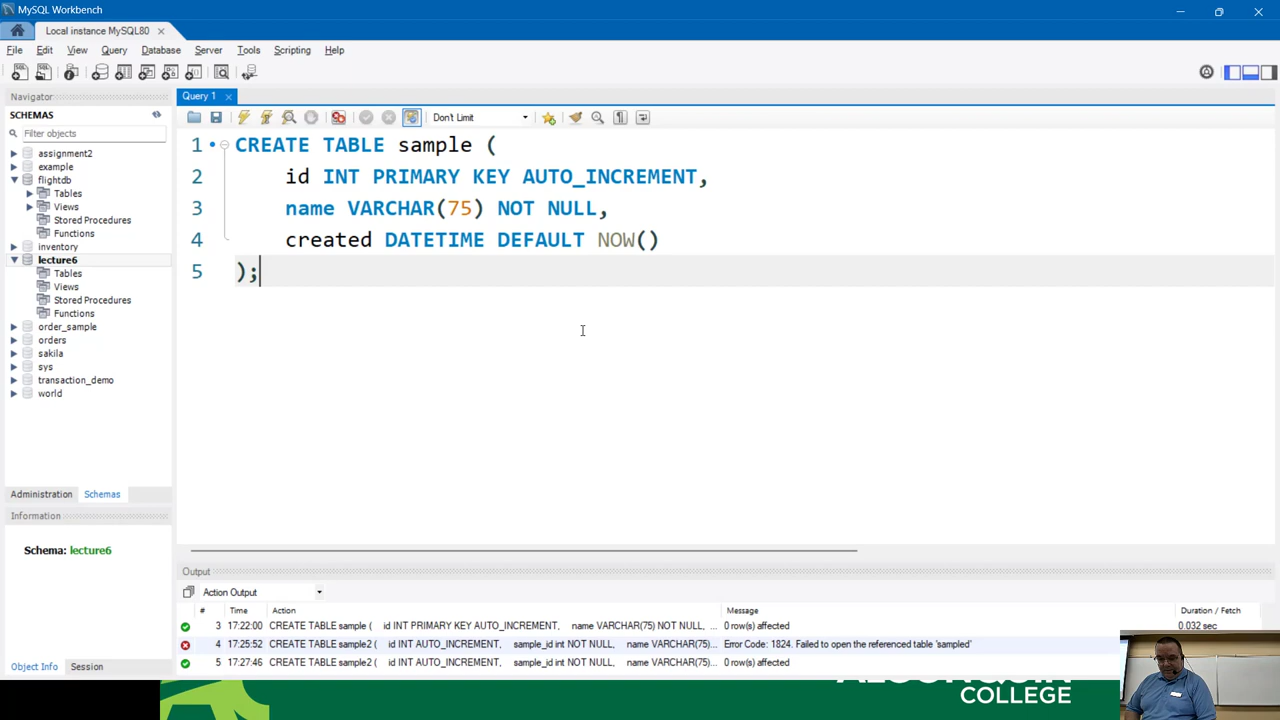 MySQL Workbench
Local instance MySQL80
File Edit View Query Database Server Tools Scripting Help
Navigator
SCHEMAS
Filter objects
assignment2
example
flightdb
Tables
Views
Stored Procedures
Functions
inventory
lecture6
Tables
Views
Stored Procedures
Functions
order_sample
orders
sakila
sys
transaction_demo
world
Administration Schemas
Information
Schema: lecture6
Object Info Session
Query 1
Don't Limit
1 CREATE TABLE sample (
2 id INT PRIMARY KEY AUTO_INCREMENT,
3 name VARCHAR(75) NOT NULL,
4 created DATETIME DEFAULT NOW()
5 );
Output
Action Output
# Time Action Message Duration / Fetch
3 17:22:00 CREATE TABLE sample ( id INT PRIMARY KEY AUTO_INCREMENT, name VARCHAR(75) NOT NULL, ... 0 row(s) affected 0.032 sec
4 17:25:52 CREATE TABLE sample2 ( id INT AUTO_INCREMENT, sample_id int NOT NULL, name VARCHAR(75)... Error Code: 1824. Failed to open the referenced table 'sampled'
5 17:27:46 CREATE TABLE sample2 ( id INT AUTO_INCREMENT, sample_id int NOT NULL, name VARCHAR(75)... 0 row(s) affected
COLLEGE